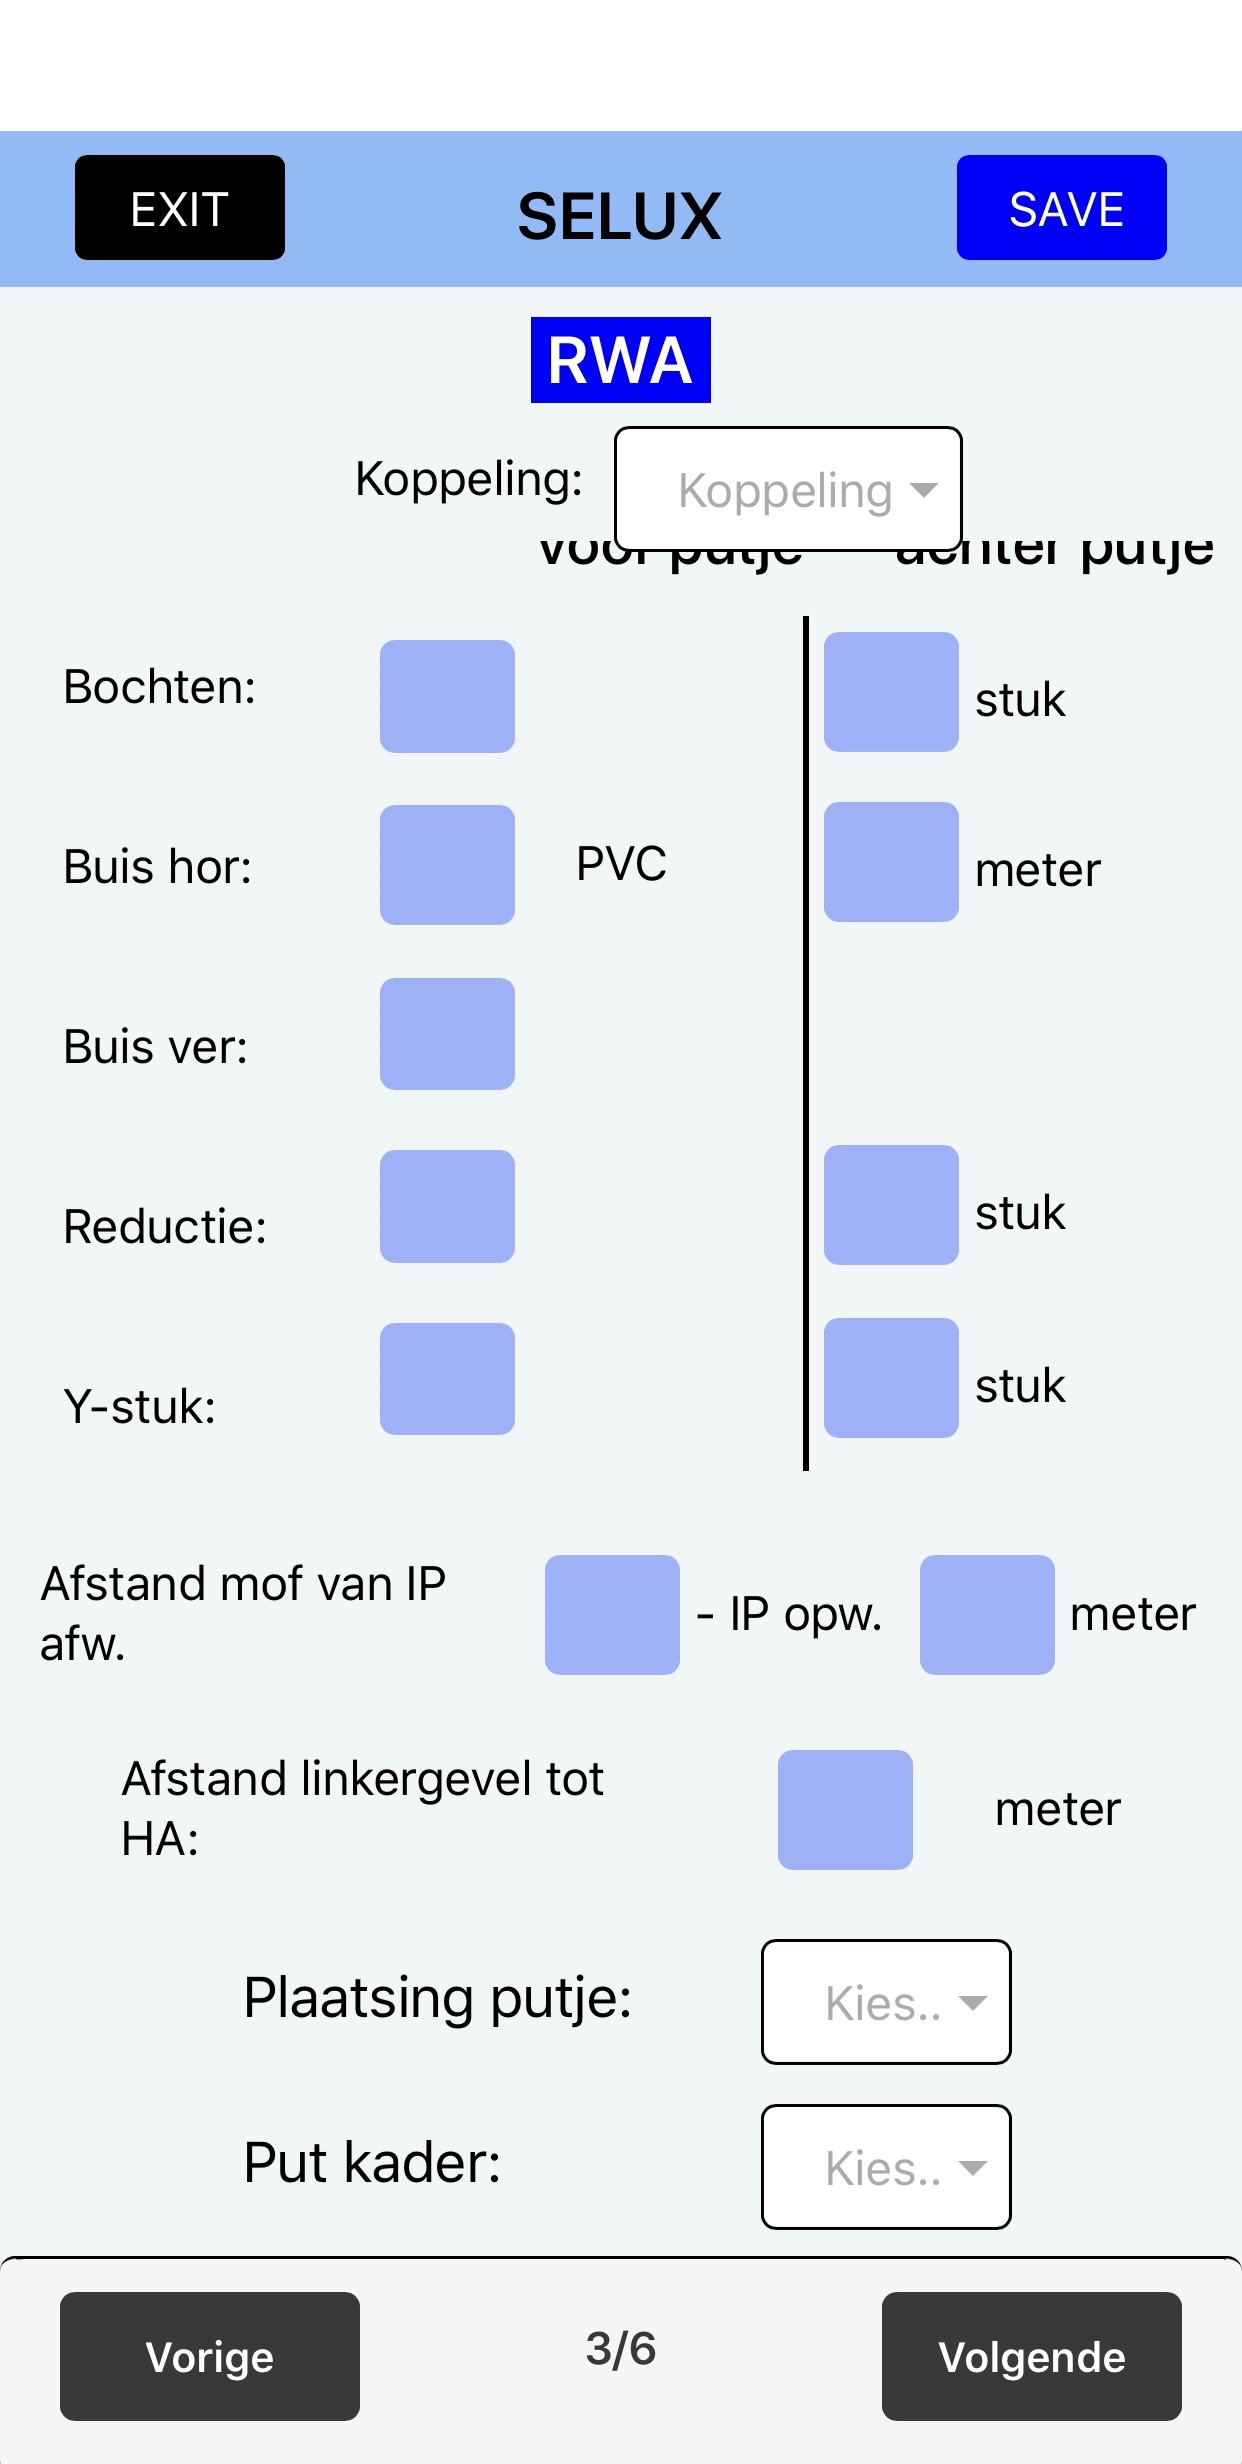 EXIT
SELUX
SAVE
RWA
Koppeling:
Koppeling
voor putje
achter putje
Bochten:
stuk
Buis hor:
PVC
meter
Buis ver:
Reductie:
stuk
Y-stuk:
stuk
Afstand mof van IP
afw.
- IP opw.
meter
Afstand linkergevel tot
HA:
meter
Plaatsing putje:
Kies..
Put kader:
Kies..
Vorige
3/6
Volgende